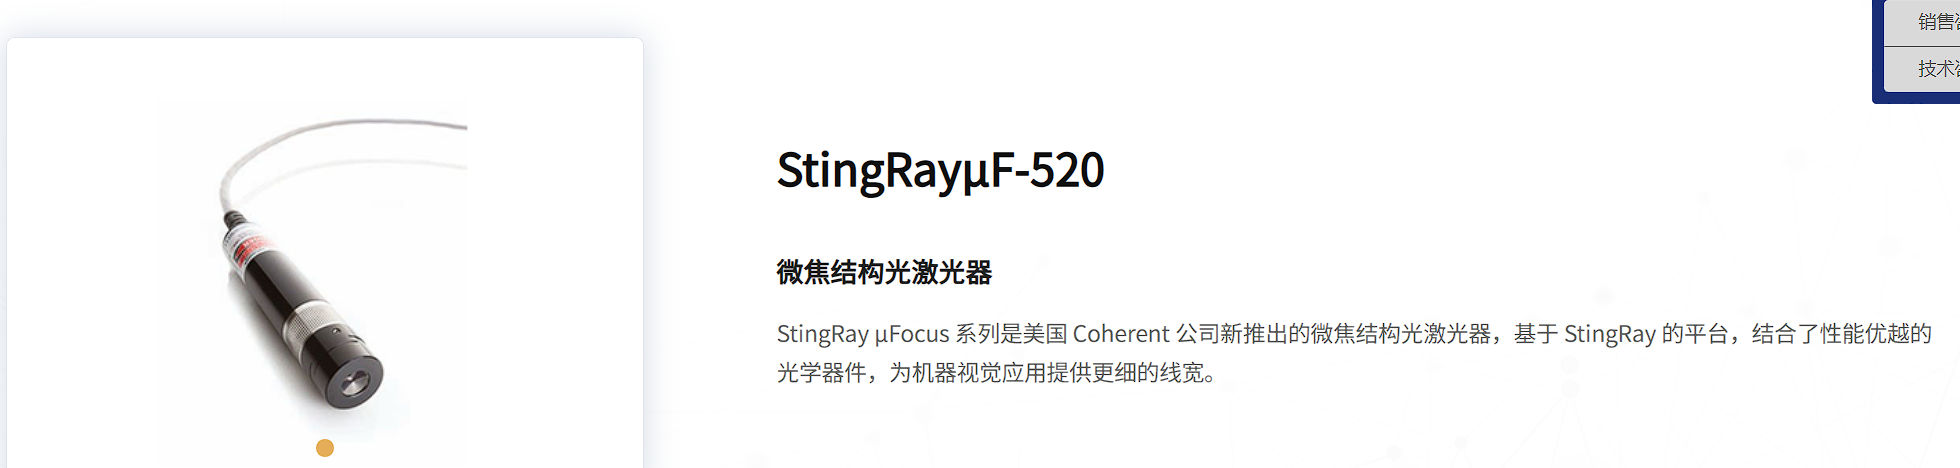 销售
技术
StingRayμF-520
微焦结构光激光器
StingRay μFocus 系列是美国 Coherent 公司新推出的微焦结构光激光器，基于 StingRay 的平台，结合了性能优越的
光学器件，为机器视觉应用提供更细的线宽。